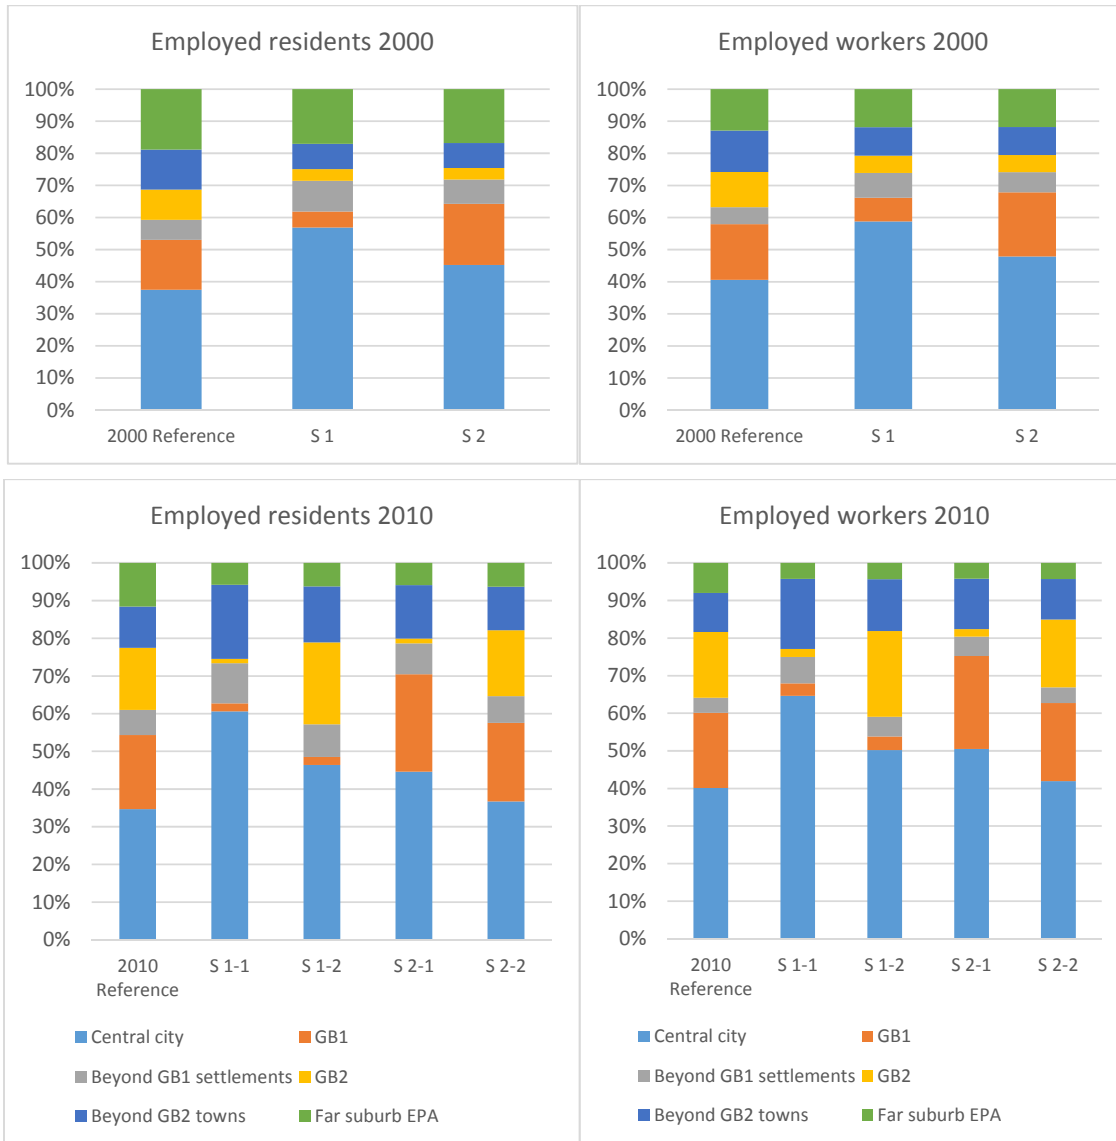 Employed residents 2000
100%
90%
80%
70%
60%
50%
40%
30%
20%
10%
0%
2000 Reference S 1 S 2
Employed workers 2000
100%
90%
80%
70%
60%
50%
40%
30%
20%
10%
0%
2000 Reference S 1 S 2
Employed residents 2010
100%
90%
80%
70%
60%
50%
40%
30%
20%
10%
0%
2010 S 1-1 S 1-2 S 2-1 S 2-2
Reference
Central city GB1
Beyond GB1 settlements GB2
Beyond GB2 towns Far suburb EPA
Employed workers 2010
100%
90%
80%
70%
60%
50%
40%
30%
20%
10%
0%
2010 S 1-1 S 1-2 S 2-1 S 2-2
Reference
Central city GB1
Beyond GB1 settlements GB2
Beyond GB2 towns Far suburb EPA